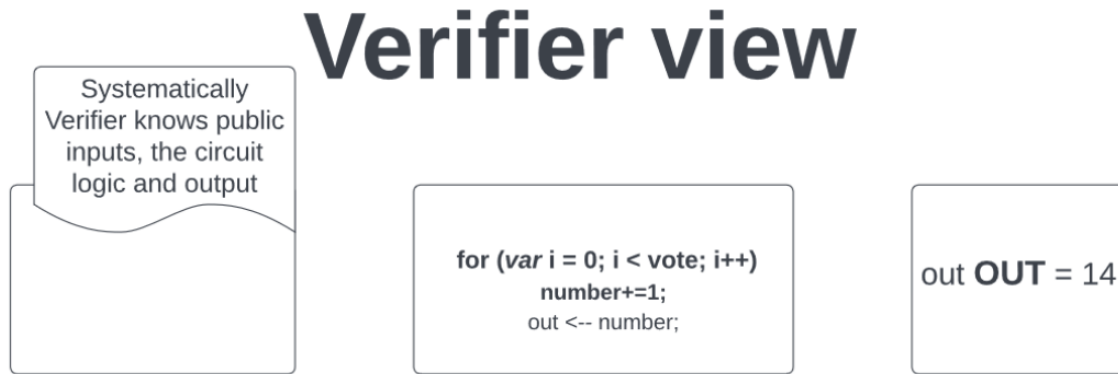 Verifier view
Systematically
Verifier knows public
inputs, the circuit
logic and output
for (var i = 0; i < vote; i++)
number+=1;
out <-- number;
out OUT = 14